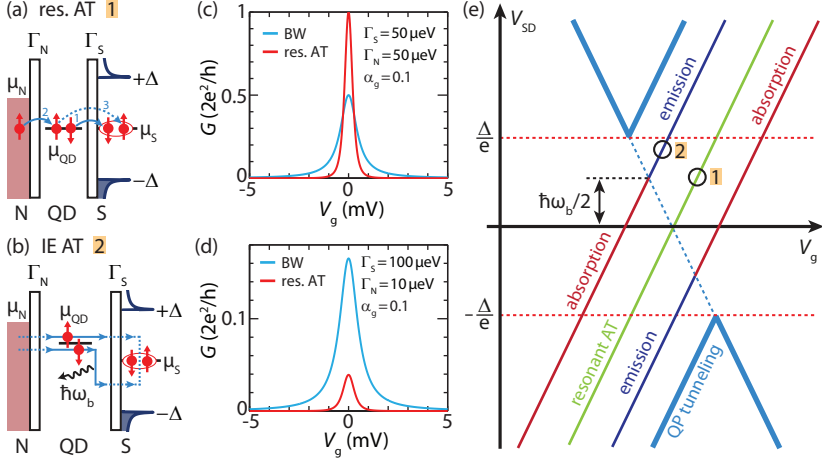 (a) res. AT 1
Γ_N Γ_S
μ_N
+Δ
2 1 3
μ_S
μ_QD
−Δ
N QD S
(b) IE AT 2
Γ_N Γ_S
μ_N
μ_QD
+Δ
μ_S
ħω_b
−Δ
N QD S
(c)
G (2e²/h)
1
0.5
0
BW
res. AT
Γ_S = 50 μeV
Γ_N = 50 μeV
α_g = 0.1
−5 0 5
V_g (mV)
(d)
G (2e²/h)
0.1
0
BW
res. AT
Γ_S = 100 μeV
Γ_N = 10 μeV
α_g = 0.1
−5 0 5
V_g (mV)
(e)
V_SD
emission
absorption
Δ/e
2
1
ħω_b/2
V_g
absorption
resonant AT
emission
−Δ/e
QP tunneling